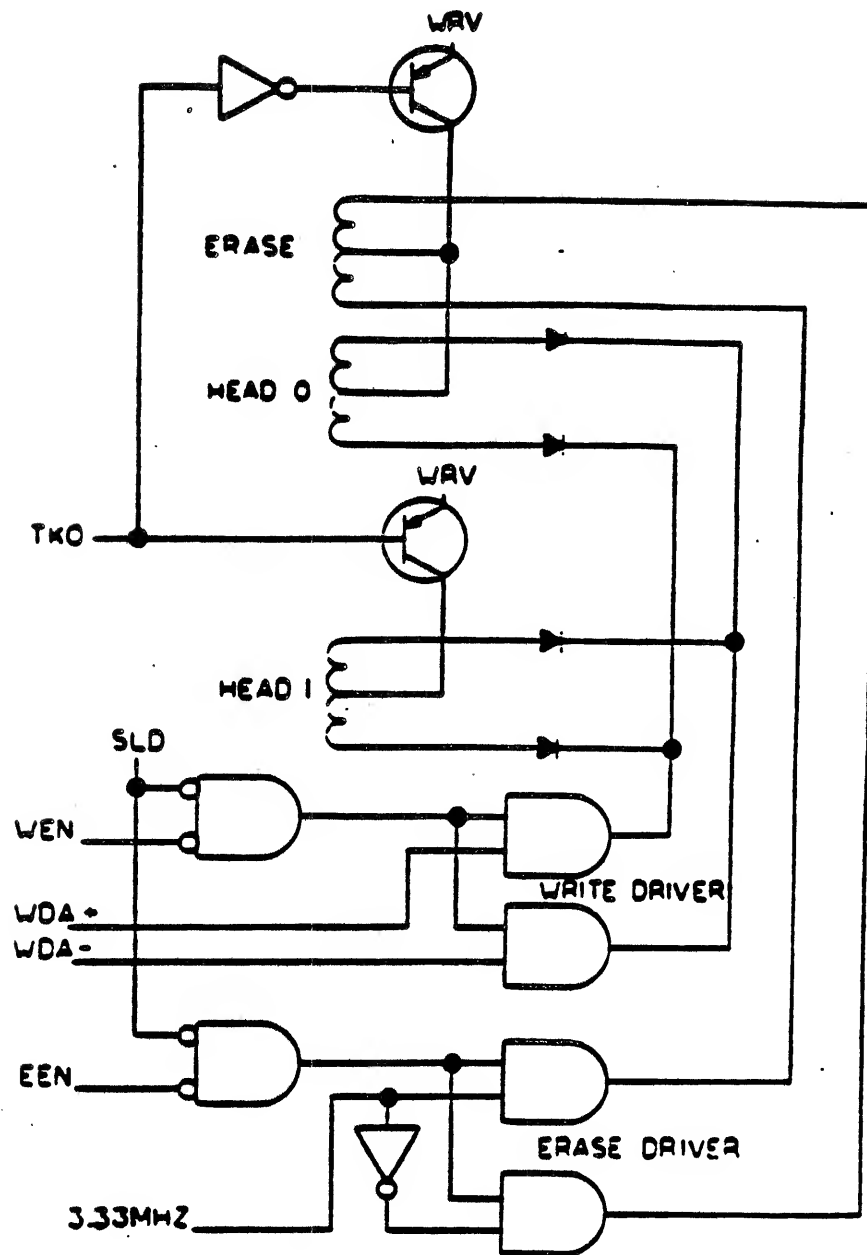 WRV
ERASE
HEAD 0
WRV
TKO
HEAD 1
SLD
WEN
WRITE DRIVER
WDA+
WDA-
EEN
ERASE DRIVER
3.33MHZ